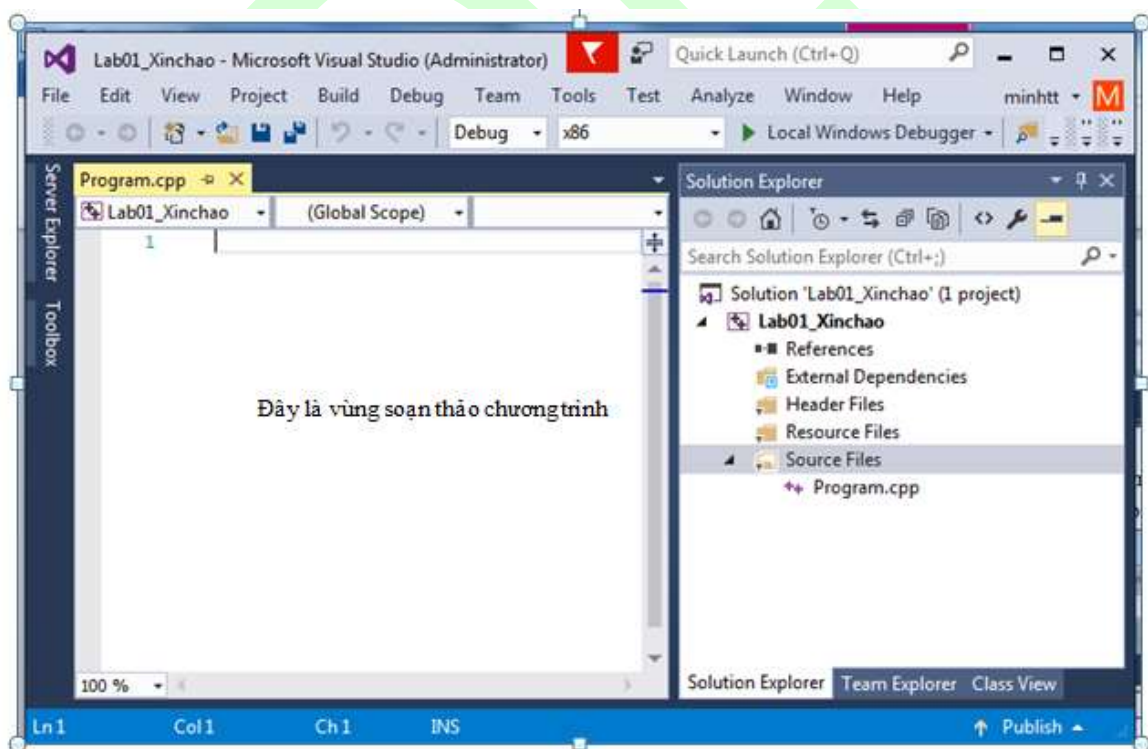 Lab01_Xinchao - Microsoft Visual Studio (Administrator)
Quick Launch (Ctrl+Q)
File Edit View Project Build Debug Team Tools Test Analyze Window Help minhtt M
Debug x86 Local Windows Debugger
Server Explorer
Toolbox
Program.cpp
Lab01_Xinchao (Global Scope)
1
Đây là vùng soạn thảo chương trình
100 %
Solution Explorer
Search Solution Explorer (Ctrl+;)
Solution 'Lab01_Xinchao' (1 project)
Lab01_Xinchao
References
External Dependencies
Header Files
Resource Files
Source Files
Program.cpp
Solution Explorer Team Explorer Class View
Ln 1 Col 1 Ch 1 INS Publish